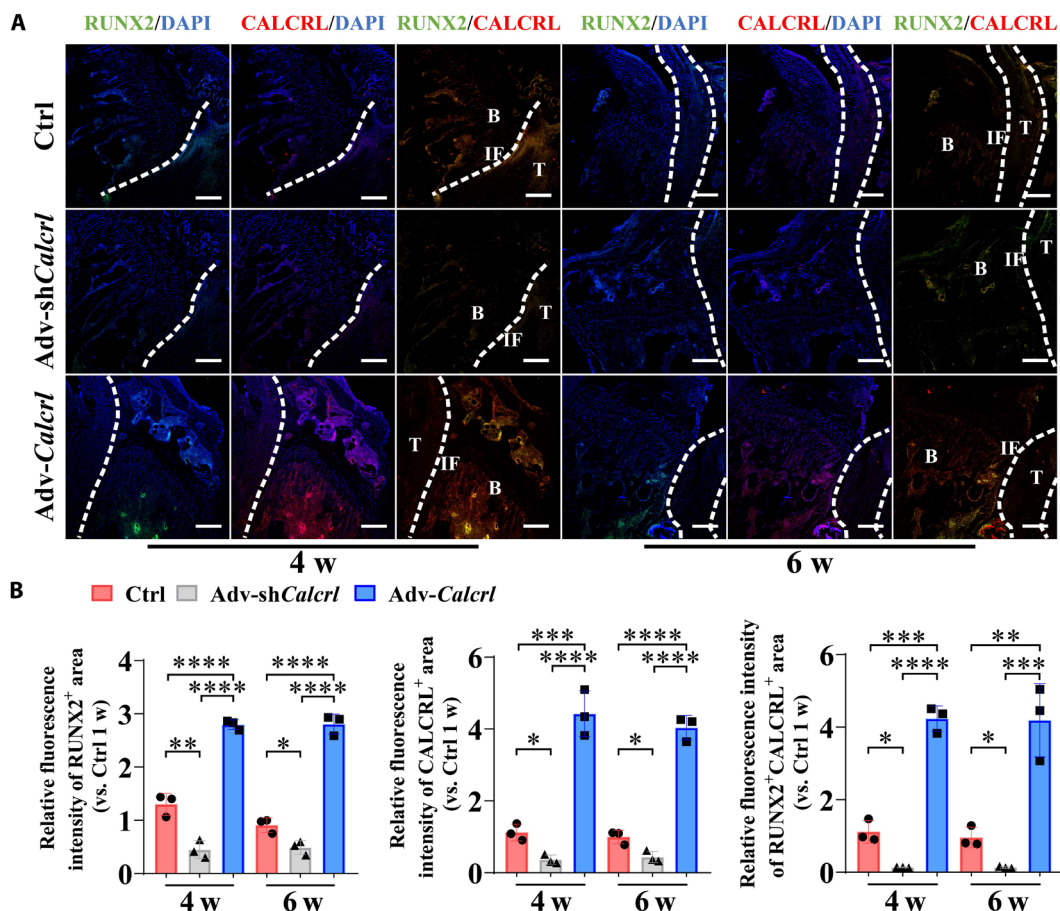 A
RUNX2/DAPI CALCRL/DAPI RUNX2/CALCRL RUNX2/DAPI CALCRL/DAPI RUNX2/CALCRL
Ctrl
B IF T B IF T
Adv-shCalcrl
B IF T B IF T
Adv-Calcrl
T IF B B IF T
4 w 6 w
B
Ctrl Adv-shCalcrl Adv-Calcrl
Relative fluorescence
intensity of RUNX2+ area
(vs. Ctrl 1 w)
4
3
2
1
0
**** ****
**** ****
** *
4 w 6 w
Relative fluorescence
intensity of CALCRL+ area
(vs. Ctrl 1 w)
6
4
2
0
*** ****
**** ****
* *
4 w 6 w
Relative fluorescence intensity
of RUNX2+CALCRL+ area
(vs. Ctrl 1 w)
6
4
2
0
*** **
**** ***
* *
4 w 6 w